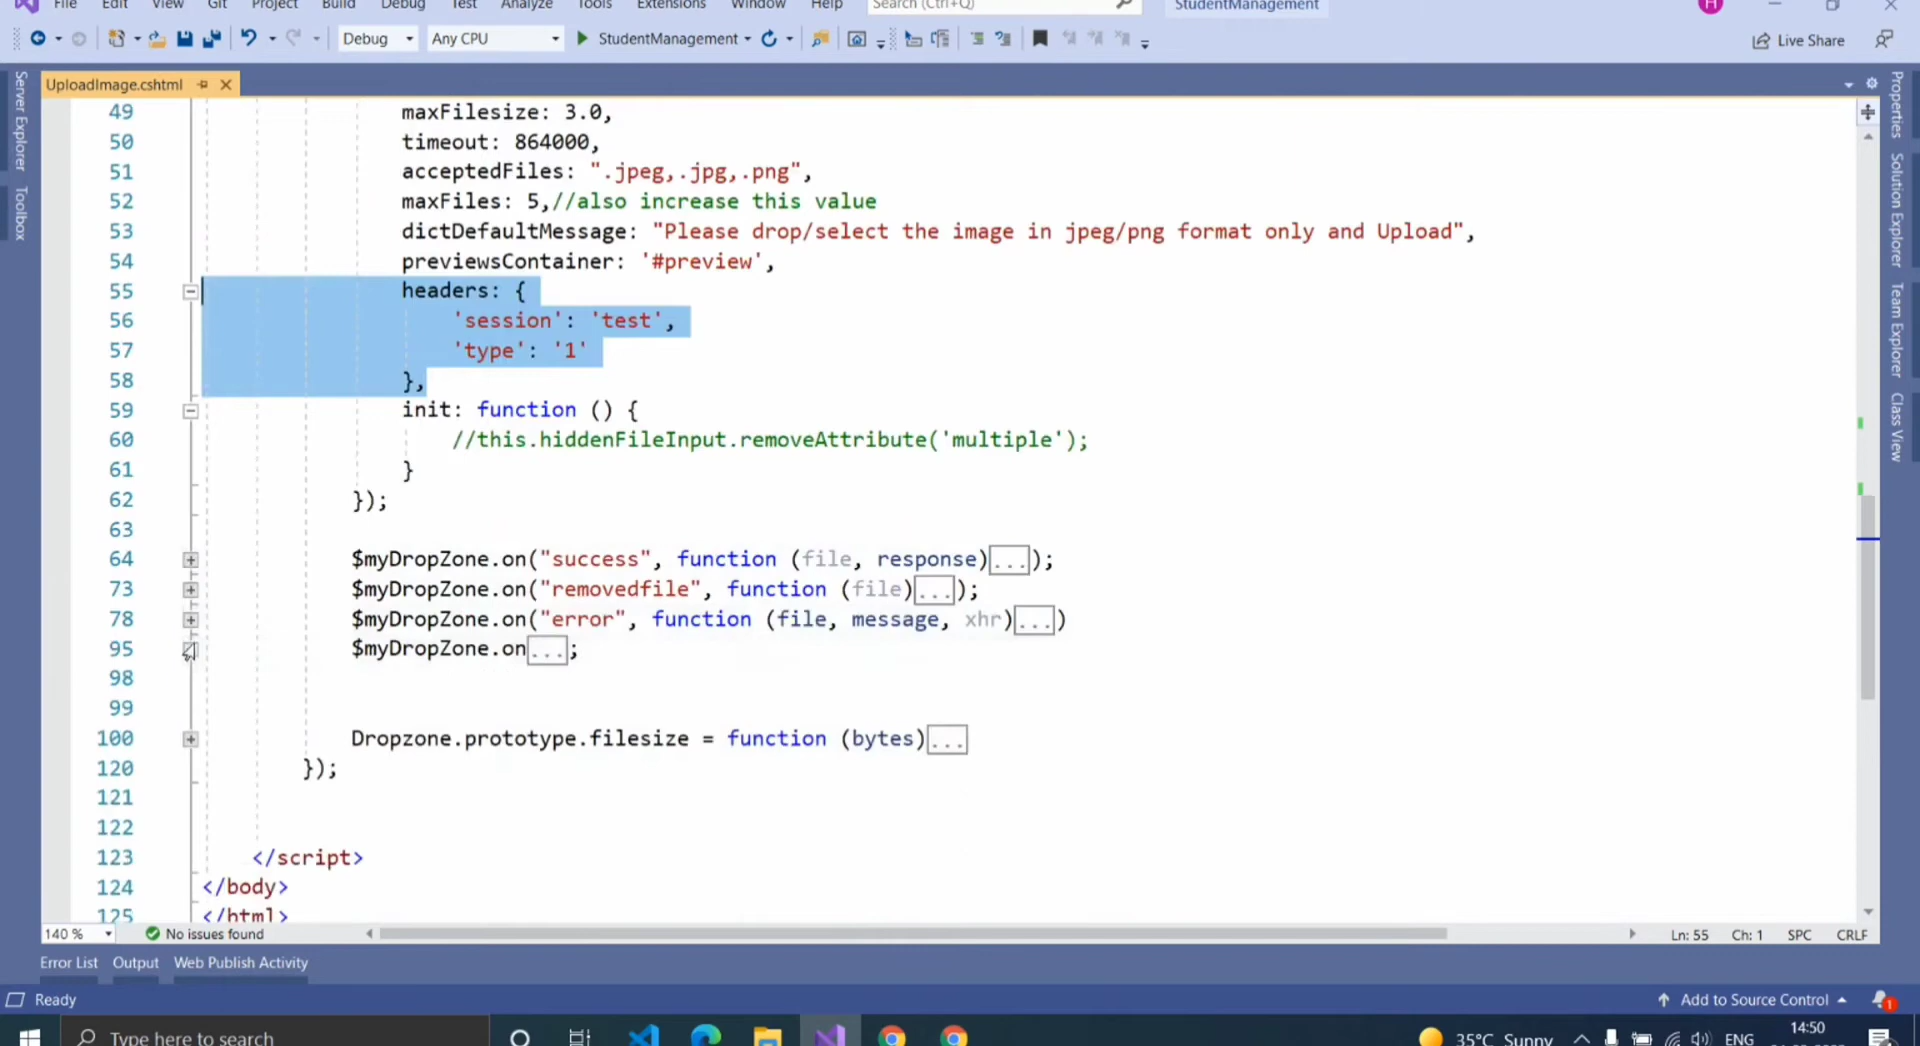 File Edit View Git Project Build Debug Test Analyze Tools Extensions Window Help Search (Ctrl+Q) StudentManagement H
Debug Any CPU StudentManagement Live Share
UploadImage.cshtml
Server Explorer
Toolbox
Properties
Solution Explorer
Team Explorer
Class View
49 maxFilesize: 3.0,
50 timeout: 864000,
51 acceptedFiles: ".jpeg,.jpg,.png",
52 maxFiles: 5,//also increase this value
53 dictDefaultMessage: "Please drop/select the image in jpeg/png format only and Upload",
54 previewsContainer: '#preview',
55 headers: {
56 'session': 'test',
57 'type': '1'
58 },
59 init: function () {
60 //this.hiddenFileInput.removeAttribute('multiple');
61 }
62 });
63
64 $myDropZone.on("success", function (file, response)...);
73 $myDropZone.on("removedfile", function (file)...);
78 $myDropZone.on("error", function (file, message, xhr)...)
95 $myDropZone.on...;
98
99
100 Dropzone.prototype.filesize = function (bytes)...
120 });
121
122
123 </script>
124 </body>
125 </html>
140 % No issues found Ln: 55 Ch: 1 SPC CRLF
Error List Output Web Publish Activity
Ready Add to Source Control 1
Type here to search 35°C Sunny ENG 14:50